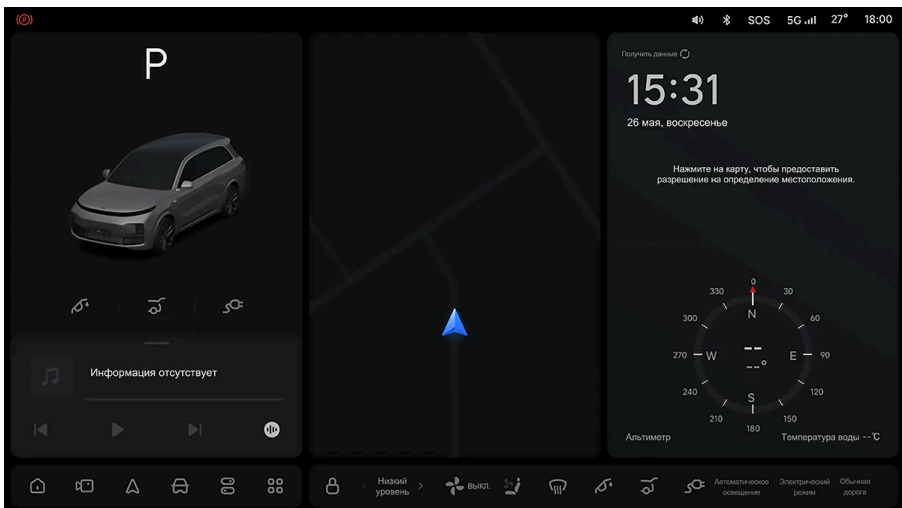 (P)
SOS
5G
27°
18:00
P
Получить данные
15:31
26 мая, воскресенье
Нажмите на карту, чтобы предоставить
разрешение на определение местоположения.
0
330
30
N
300
60
--
270
W
E
90
--°
240
120
S
210
150
180
Альтиметр
Температура воды --°C
Информация отсутствует
Низкий
уровень
ВЫКЛ.
Автоматическое
освещение
Электрический
режим
Обычная
дорога